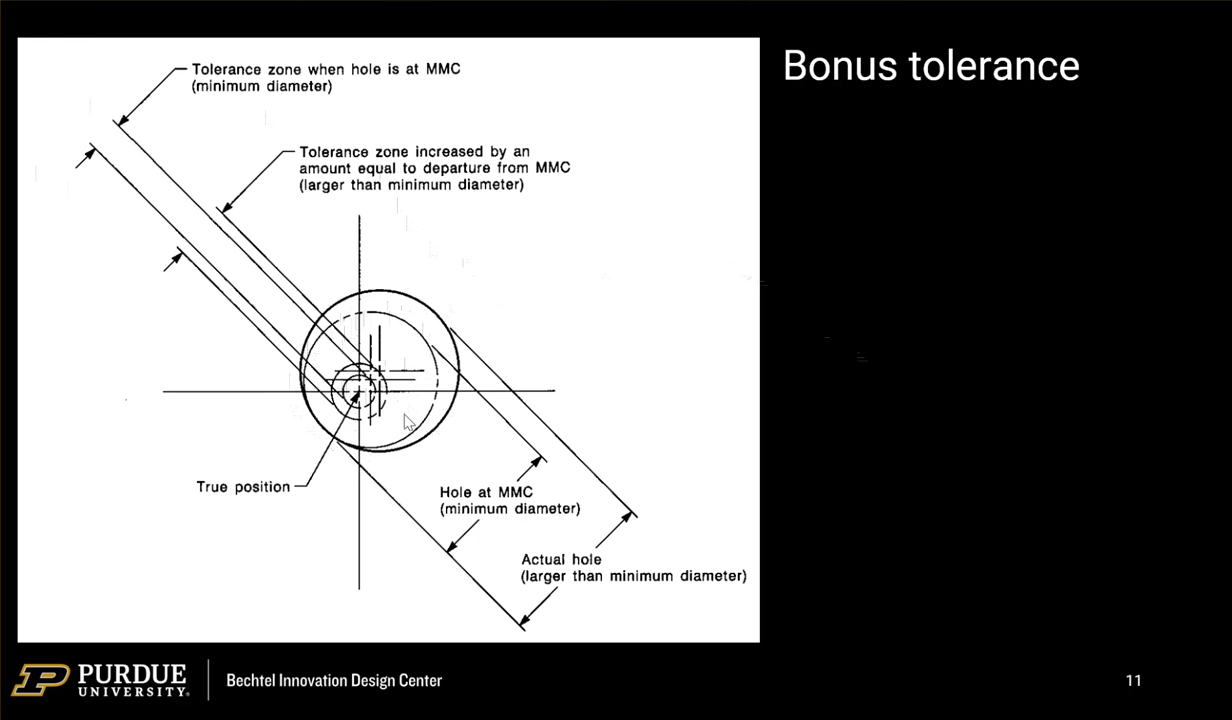 Bonus tolerance
Tolerance zone when hole is at MMC
(minimum diameter)
Tolerance zone increased by an
amount equal to departure from MMC
(larger than minimum diameter)
True position
Hole at MMC
(minimum diameter)
Actual hole
(larger than minimum diameter)
PURDUE
UNIVERSITY®
Bechtel Innovation Design Center
11